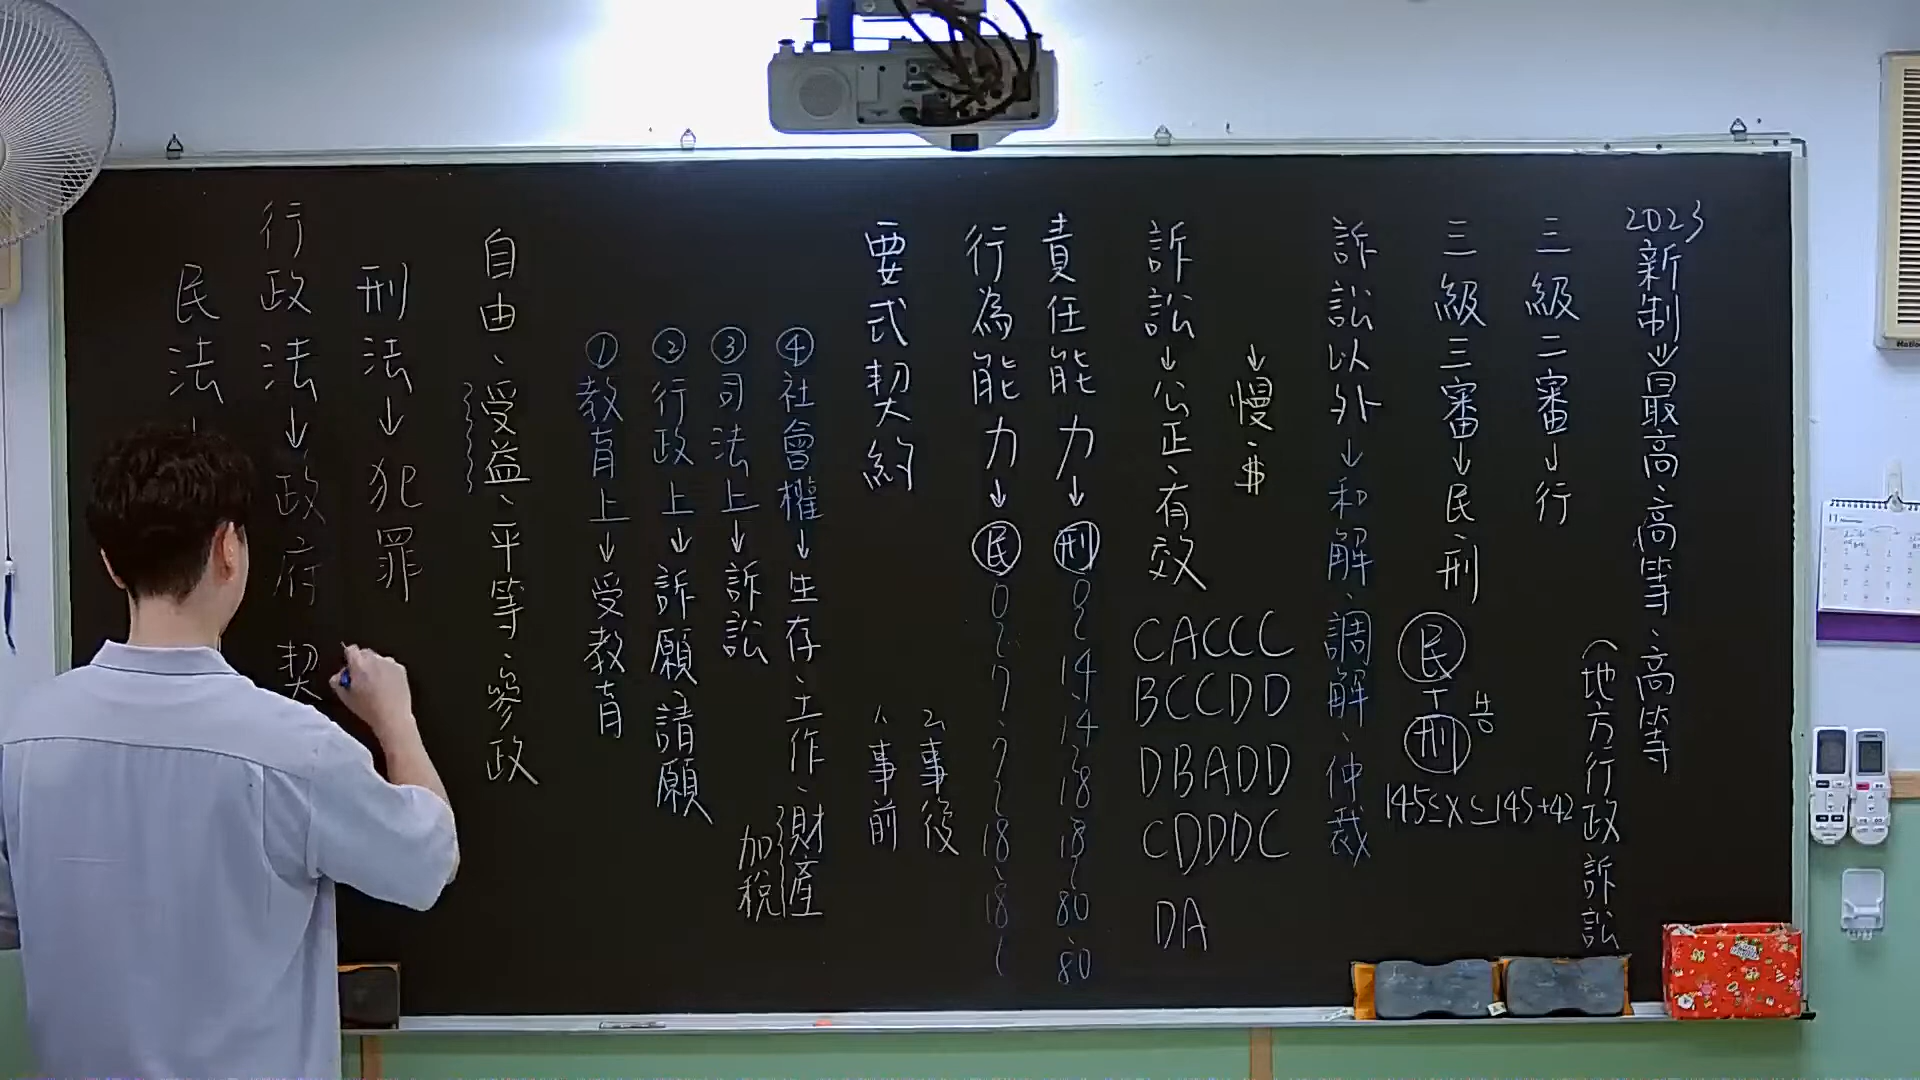 2023新制→最高、高等、高等
(地方行政訴訟
三級二審→行
三級三審→民、刑
民
+
刑告
145≤x≤145+42
訴訟以外→和解、調解、仲裁
↓慢、$
訴訟→公正、有效
CACCC
BCCDD
DBADD
CDDDC
DA
責任能力→刑
0
~
14
、
14
~
18
、
18
~
80
、
80
行為能力→民
0
~
7
、
7
~
18
、
18
~
要式契約
2、事後
1、事前
④社會權→生存、工作、財產
加稅
③司法上→訴訟
②行政上→訴願、請願
①教育上→受教育
自由、受益、平等、參政
刑法→犯罪
行政法→政府 契
民法